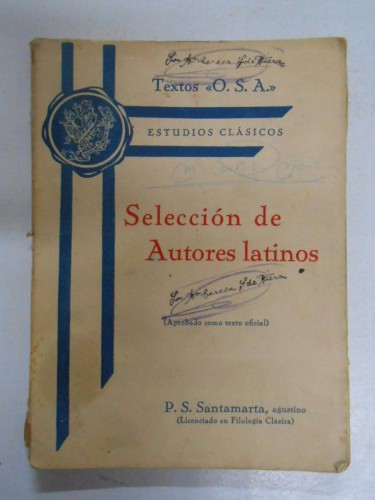 Textos «O. S. A.»
ESTUDIOS CLÁSICOS
Selección de
Autores latinos
(Aprobado como texto oficial)
P. S. Santamarta, agustino
(Licenciado en Filología Clásica)